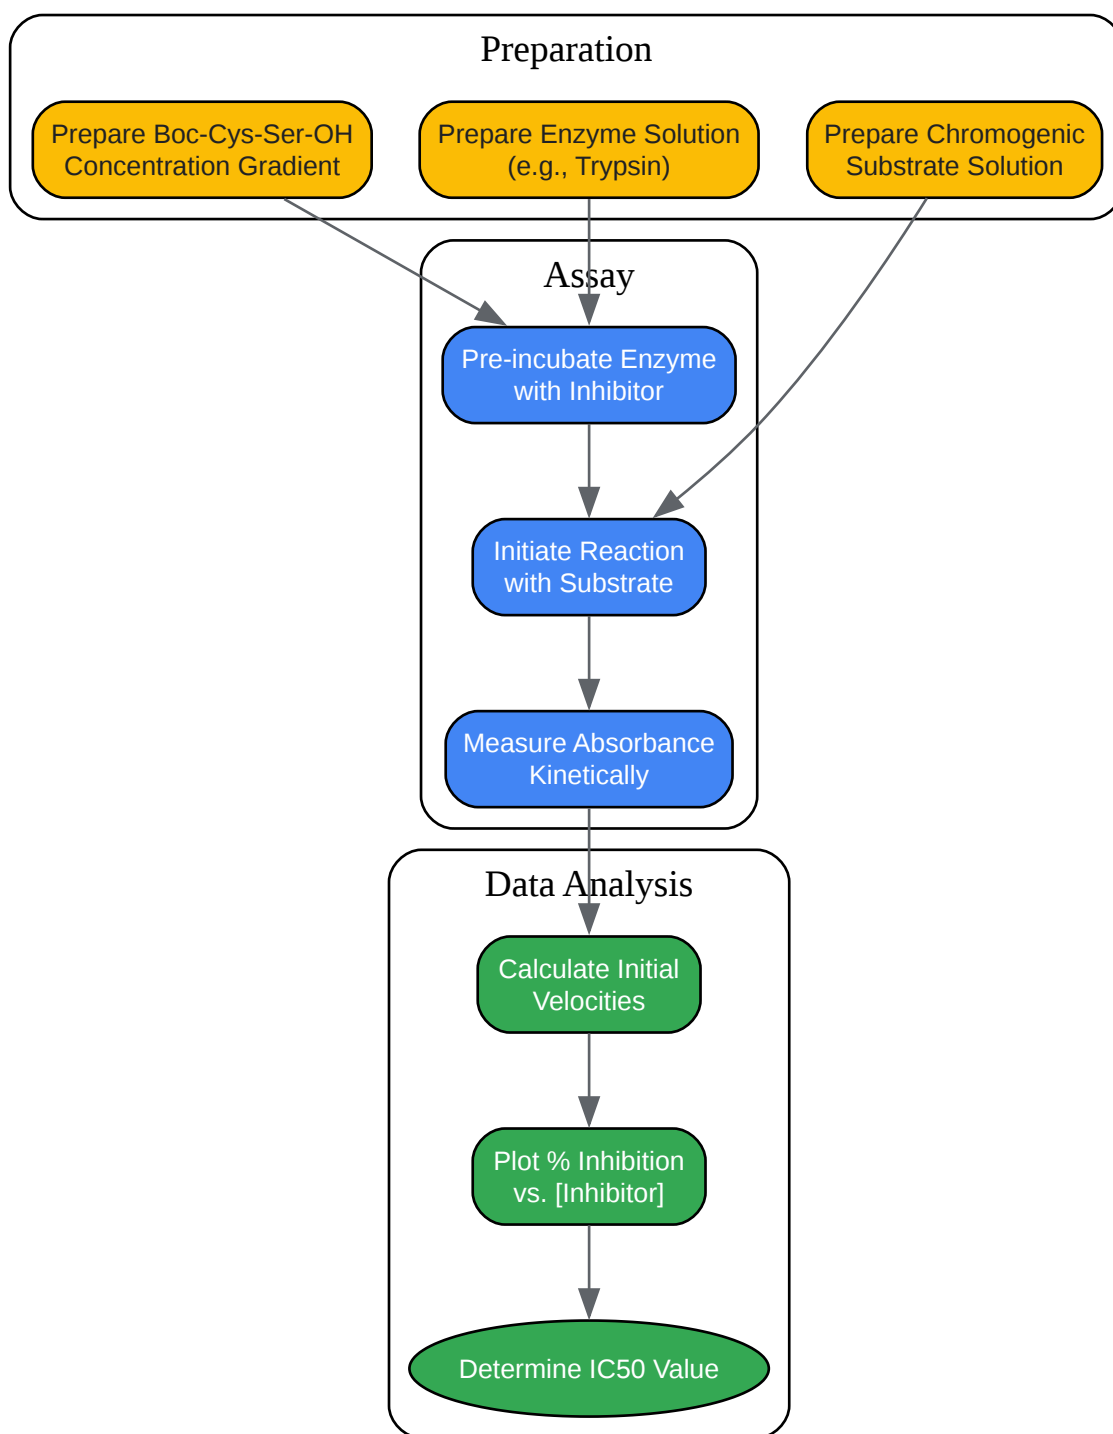 Preparation
Prepare Boc-Cys-Ser-OH
Concentration Gradient
Prepare Enzyme Solution
(e.g., Trypsin)
Prepare Chromogenic
Substrate Solution
Assay
Pre-incubate Enzyme
with Inhibitor
Initiate Reaction
with Substrate
Measure Absorbance
Kinetically
Data Analysis
Calculate Initial
Velocities
Plot % Inhibition
vs. [Inhibitor]
Determine IC50 Value